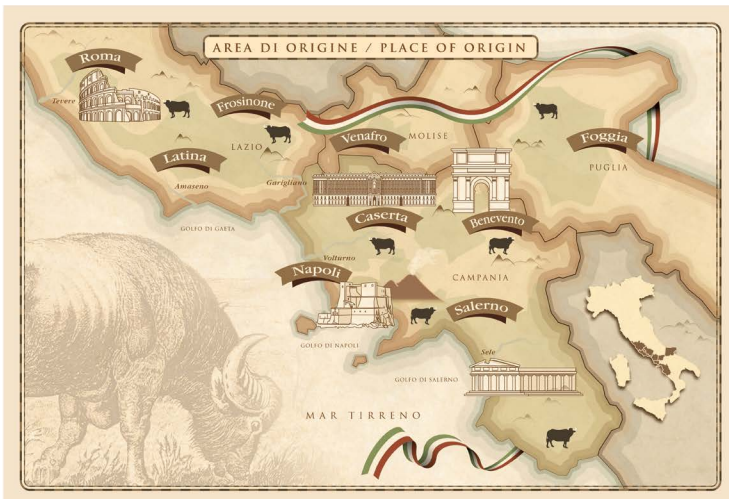 AREA DI ORIGINE / PLACE OF ORIGIN
Roma
Tevere
Frosinone
LAZIO
Latina
Amaseno
Garigliano
GOLFO DI GAETA
Venafro
MOLISE
Foggia
PUGLIA
Caserta
Benevento
Volturno
Napoli
CAMPANIA
Salerno
GOLFO DI NAPOLI
Sele
GOLFO DI SALERNO
MAR TIRRENO